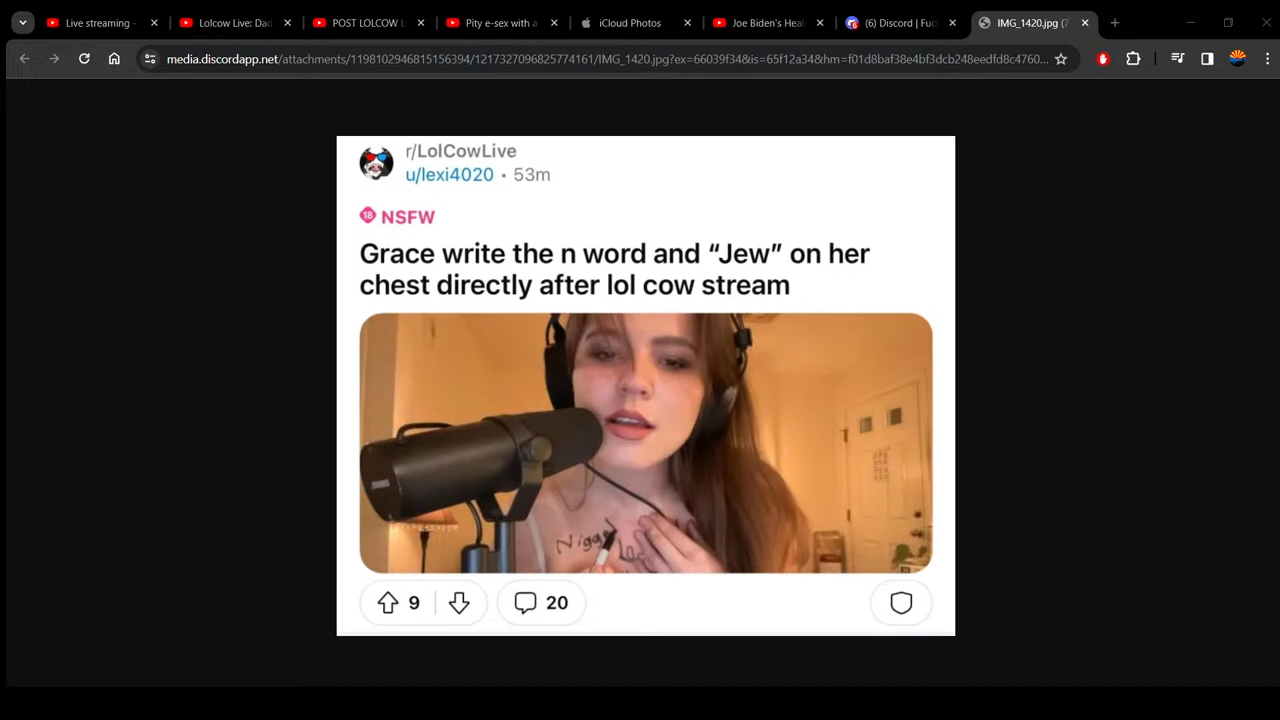 Live streaming -
Lolcow Live: Dad
POST LOLCOW L
Pity e-sex with a
iCloud Photos
Joe Biden's Heal
(6) Discord | Fuc
IMG_1420.jpg (7
media.discordapp.net/attachments/1198102946815156394/1217327096825774161/IMG_1420.jpg?ex=66039f34&is=65f12a34&hm=f01d8baf38e4bf3dcb248eedfd8c4760...
r/LolCowLive
u/lexi4020 • 53m
18 NSFW
Grace write the n word and “Jew” on her
chest directly after lol cow stream
Nigge
9
20